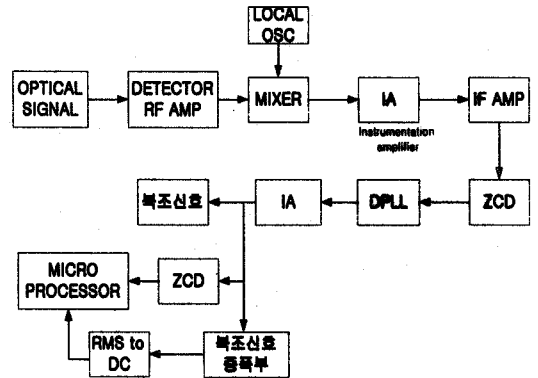 LOCAL
OSC
OPTICAL
SIGNAL
DETECTOR
RF AMP
MIXER
IA
Instrumentation
amplifier
IF AMP
복조신호
IA
DPLL
ZCD
MICRO
PROCESSOR
ZCD
RMS to
DC
복조신호
증폭부